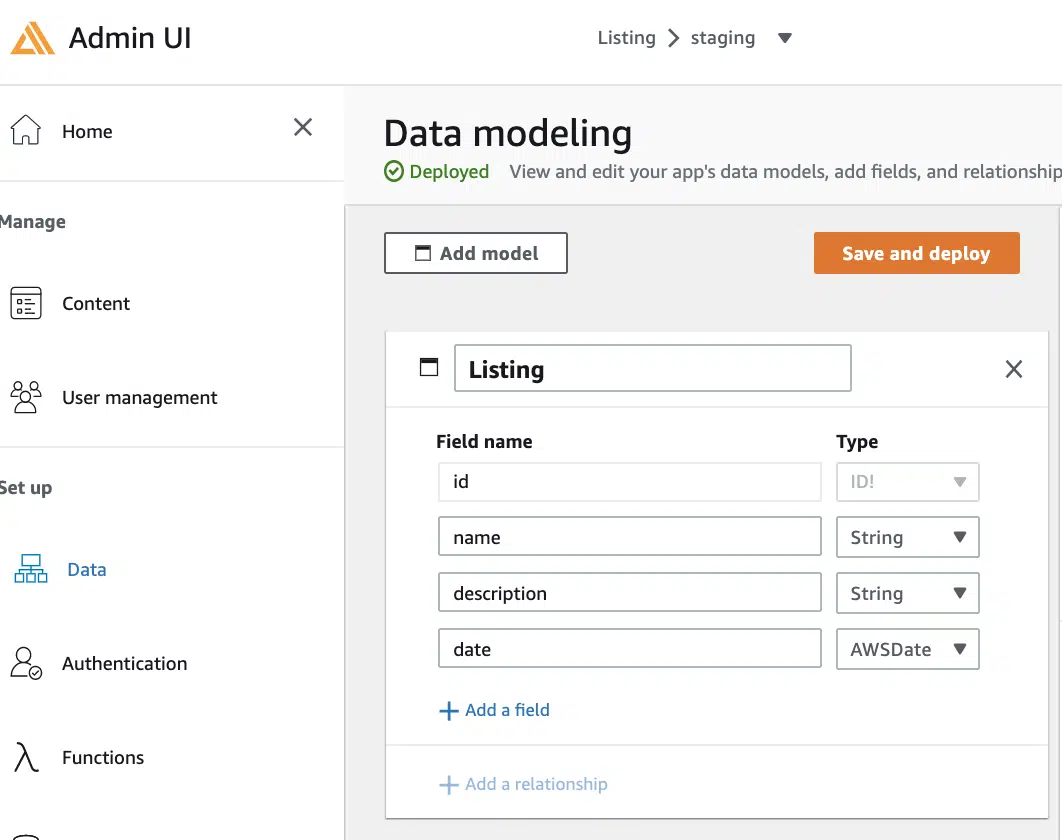 Admin UI
Listing > staging
Home
Manage
Content
User management
Set up
Data
Authentication
Functions
Data modeling
Deployed View and edit your app's data models, add fields, and relationship
Add model
Save and deploy
Listing
Field name Type
id ID!
name String
description String
date AWSDate
Add a field
Add a relationship